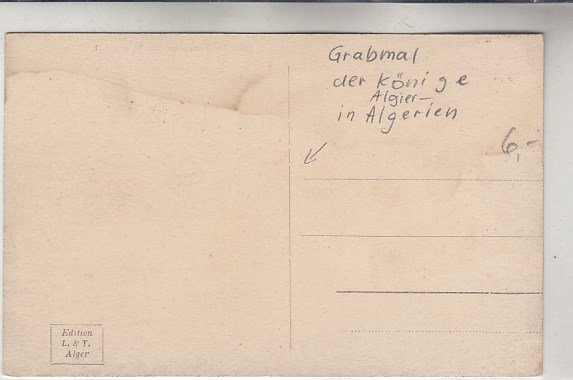 Grabmal
der Könige
Algier-
in Algerien
6,-
Edition
L. & Y.
Alger